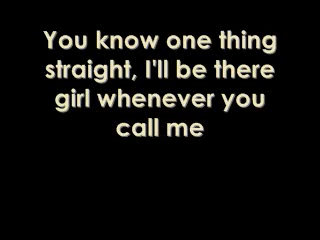 You know one thing
straight, I'll be there
girl whenever you
call me